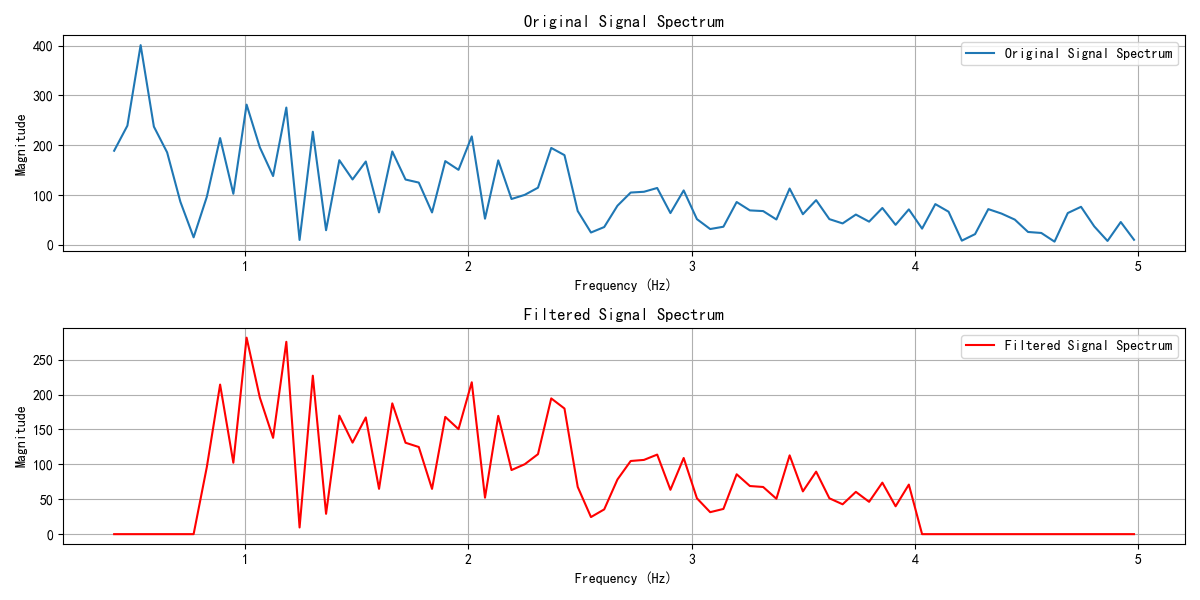 Original Signal Spectrum
400
300
200
100
0
Magnitude
Original Signal Spectrum
1 2 3 4 5
Frequency (Hz)
Filtered Signal Spectrum
250
200
150
100
50
0
Magnitude
Filtered Signal Spectrum
1 2 3 4 5
Frequency (Hz)